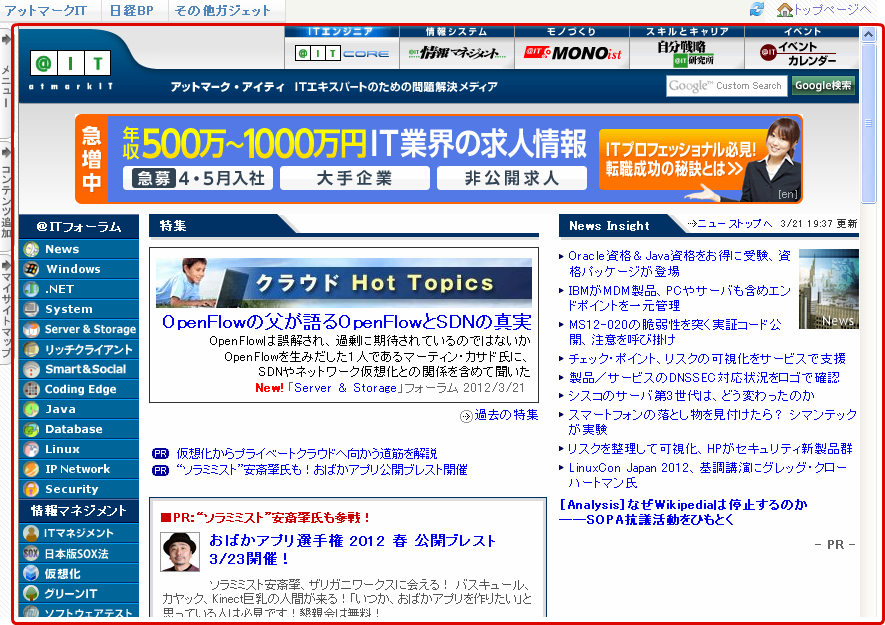 アットマークIT
日経BP
その他ガジェット
トップページへ
メニュー
コンテンツ追加
マイサイトマップ
@IT
atmarkIT
ITエンジニア
@IT CORE
情報システム
@IT情報マネジメント
モノづくり
@IT MONOist
スキルとキャリア
自分戦略
@IT研究所
イベント
@ITイベント
カレンダー
アットマーク・アイティ ITエキスパートのための問題解決メディア
Google™ Custom Search
Google検索
急増中
年収500万~1000万円IT業界の求人情報
急募4・5月入社
大手企業
非公開求人
ITプロフェッショナル必見!
転職成功の秘訣とは>>
[en]
@ITフォーラム
News
Windows
.NET
System
Server & Storage
リッチクライアント
Smart&Social
Coding Edge
Java
Database
Linux
IP Network
Security
情報マネジメント
ITマネジメント
日本版SOX法
仮想化
グリーンIT
ソフトウェアテスト
特集
クラウド Hot Topics
OpenFlowの父が語るOpenFlowとSDNの真実
OpenFlowは誤解され、過剰に期待されているのではないか
OpenFlowを生みだした1人であるマーティン・カサド氏に、
SDNやネットワーク仮想化との関係を含めて聞いた
New! 「Server & Storage」フォーラム 2012/3/21
過去の特集
PR 仮想化からプライベートクラウドへ向かう道筋を解説
PR “ソラミミスト”安斎肇氏も!おばかアプリ公開ブレスト開催
■PR:“ソラミミスト”安斎肇氏も参戦!
おばかアプリ選手権 2012 春 公開ブレスト
3/23開催!
ソラミミスト安斎肇、ザリガニワークスに会える! バスキュール、
カヤック、Kinect巨乳の人間が来る!「いつか、おばかアプリを作りたい」と
思っている人は必見です!懇親会は無料!
News Insight
ニューストップへ 3/21 19:37 更新
Oracle資格&Java資格をお得に受験、資
格パッケージが登場
IBMがMDM製品、PCやサーバも含めエン
ドポイントを一元管理
MS12-020の脆弱性を突く実証コード公
開、注意を呼び掛け
News
チェック・ポイント、リスクの可視化をサービスで支援
製品/サービスのDNSSEC対応状況をロゴで確認
シスコのサーバ第3世代は、どう変わったのか
スマートフォンの落とし物を見付けたら? シマンテック
が実験
リスクを整理して可視化、HPがセキュリティ新製品群
LinuxCon Japan 2012、基調講演にグレッグ・クロー
ハートマン氏
[Analysis]なぜWikipediaは停止するのか
――SOPA抗議活動をひもとく
- PR -